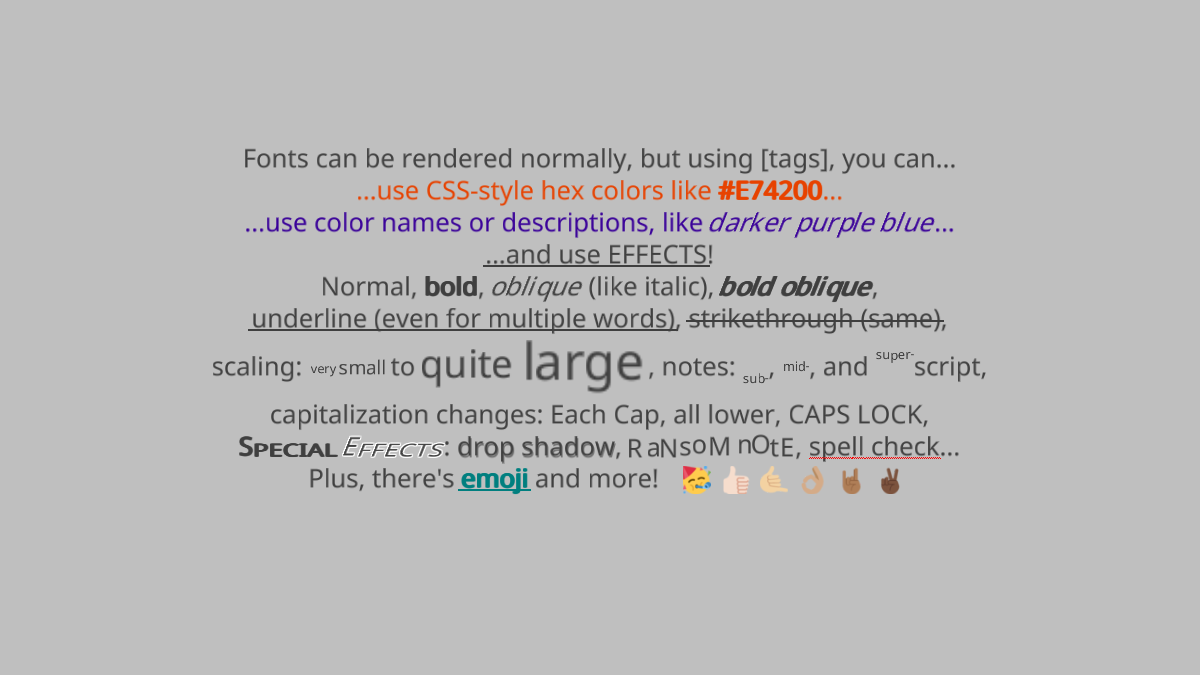 Fonts can be rendered normally, but using [tags], you can…
…use CSS-style hex colors like #E74200…
…use color names or descriptions, like darker purple blue…
…and use EFFECTS!
Normal, bold, oblique (like italic), bold oblique,
underline (even for multiple words), strikethrough (same),
scaling: very small to quite large, notes: sub-, mid-, and super-script,
capitalization changes: Each Cap, all lower, CAPS LOCK,
Special Effects: drop shadow, RaNsoM nOtE, spell check…
Plus, there's emoji and more! 🥳 👍🏻 🤙🏼 👌🏽 🤘🏾 ✌🏿